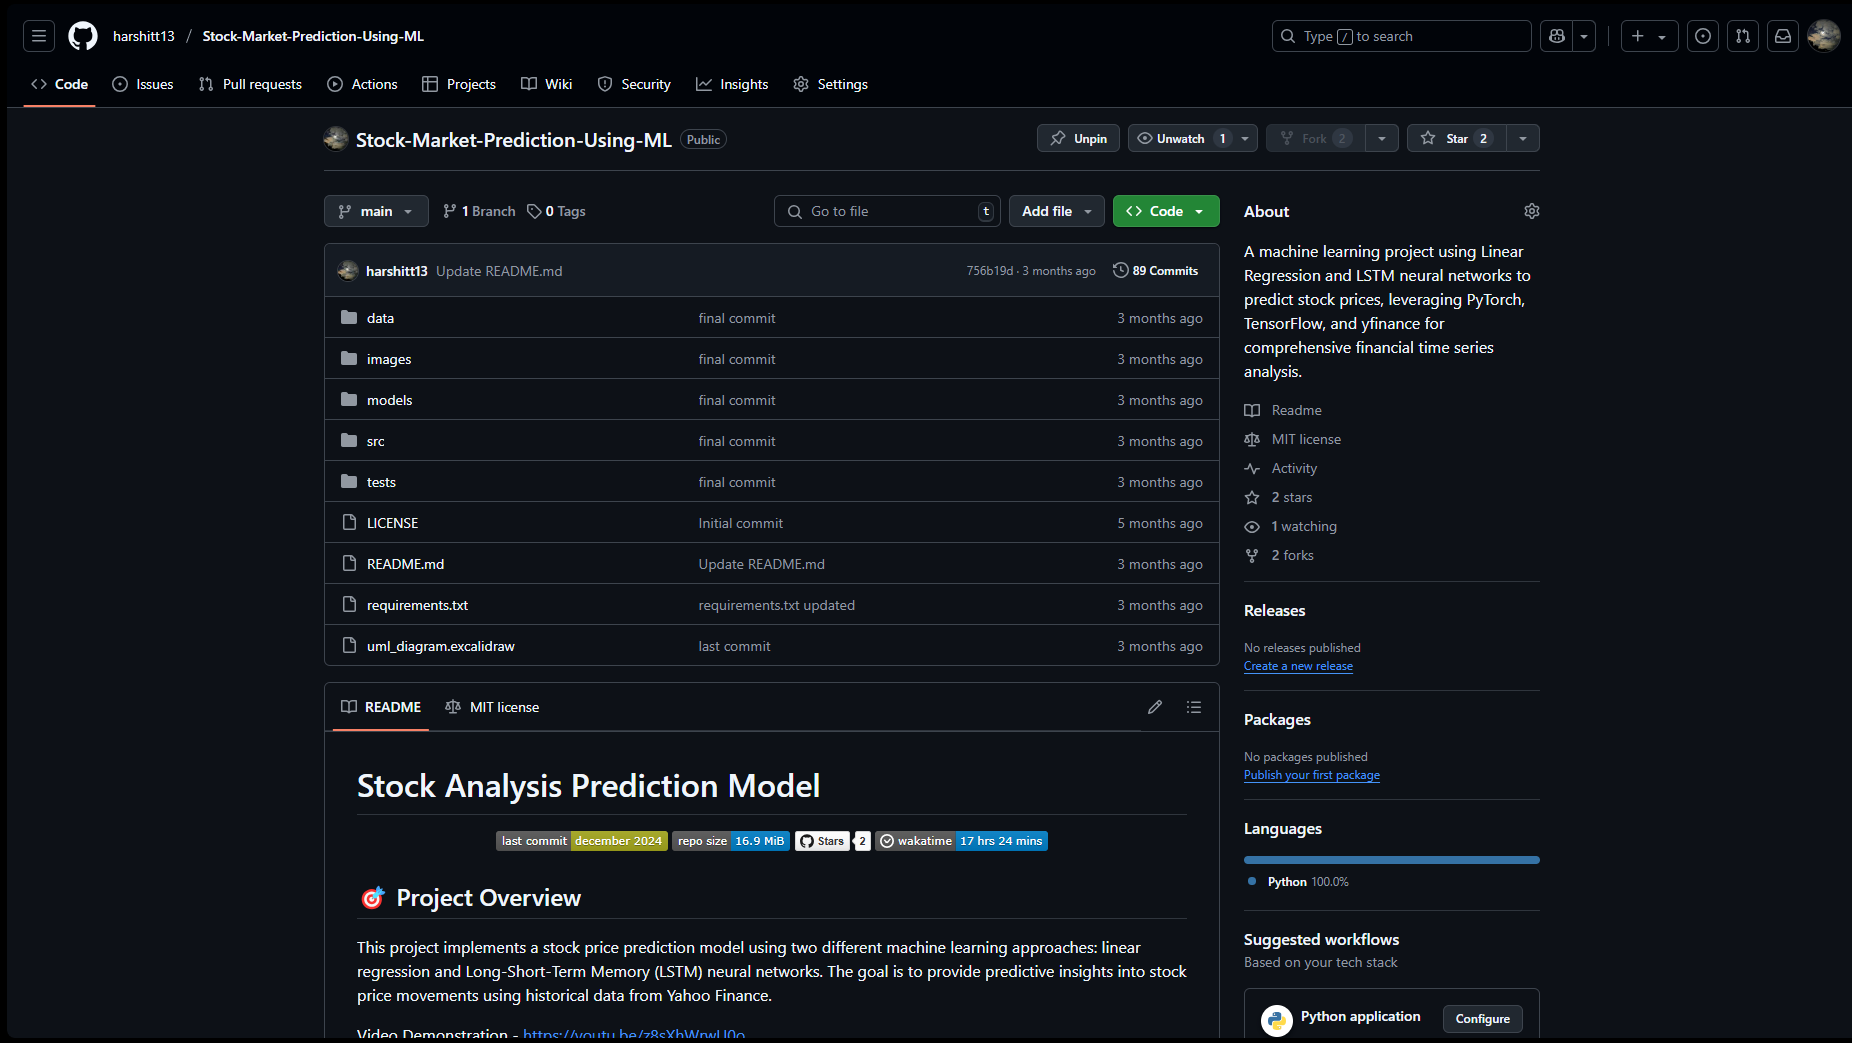 harshitt13 / Stock-Market-Prediction-Using-ML
Type / to search
Code Issues Pull requests Actions Projects Wiki Security Insights Settings
Stock-Market-Prediction-Using-ML Public
Unpin Unwatch 1 Fork 2 Star 2
main 1 Branch 0 Tags
Go to file t Add file Code
harshitt13 Update README.md 756b19d · 3 months ago 89 Commits
data final commit 3 months ago
images final commit 3 months ago
models final commit 3 months ago
src final commit 3 months ago
tests final commit 3 months ago
LICENSE Initial commit 5 months ago
README.md Update README.md 3 months ago
requirements.txt requirements.txt updated 3 months ago
uml_diagram.excalidraw last commit 3 months ago
README MIT license
Stock Analysis Prediction Model
last commit december 2024 repo size 16.9 MiB Stars 2 wakatime 17 hrs 24 mins
Project Overview
This project implements a stock price prediction model using two different machine learning approaches: linear
regression and Long-Short-Term Memory (LSTM) neural networks. The goal is to provide predictive insights into stock
price movements using historical data from Yahoo Finance.
Video Demonstration - https://youtu.be/z8sXhWrwU0o
About
A machine learning project using Linear
Regression and LSTM neural networks to
predict stock prices, leveraging PyTorch,
TensorFlow, and yfinance for
comprehensive financial time series
analysis.
Readme
MIT license
Activity
2 stars
1 watching
2 forks
Releases
No releases published
Create a new release
Packages
No packages published
Publish your first package
Languages
Python 100.0%
Suggested workflows
Based on your tech stack
Python application Configure